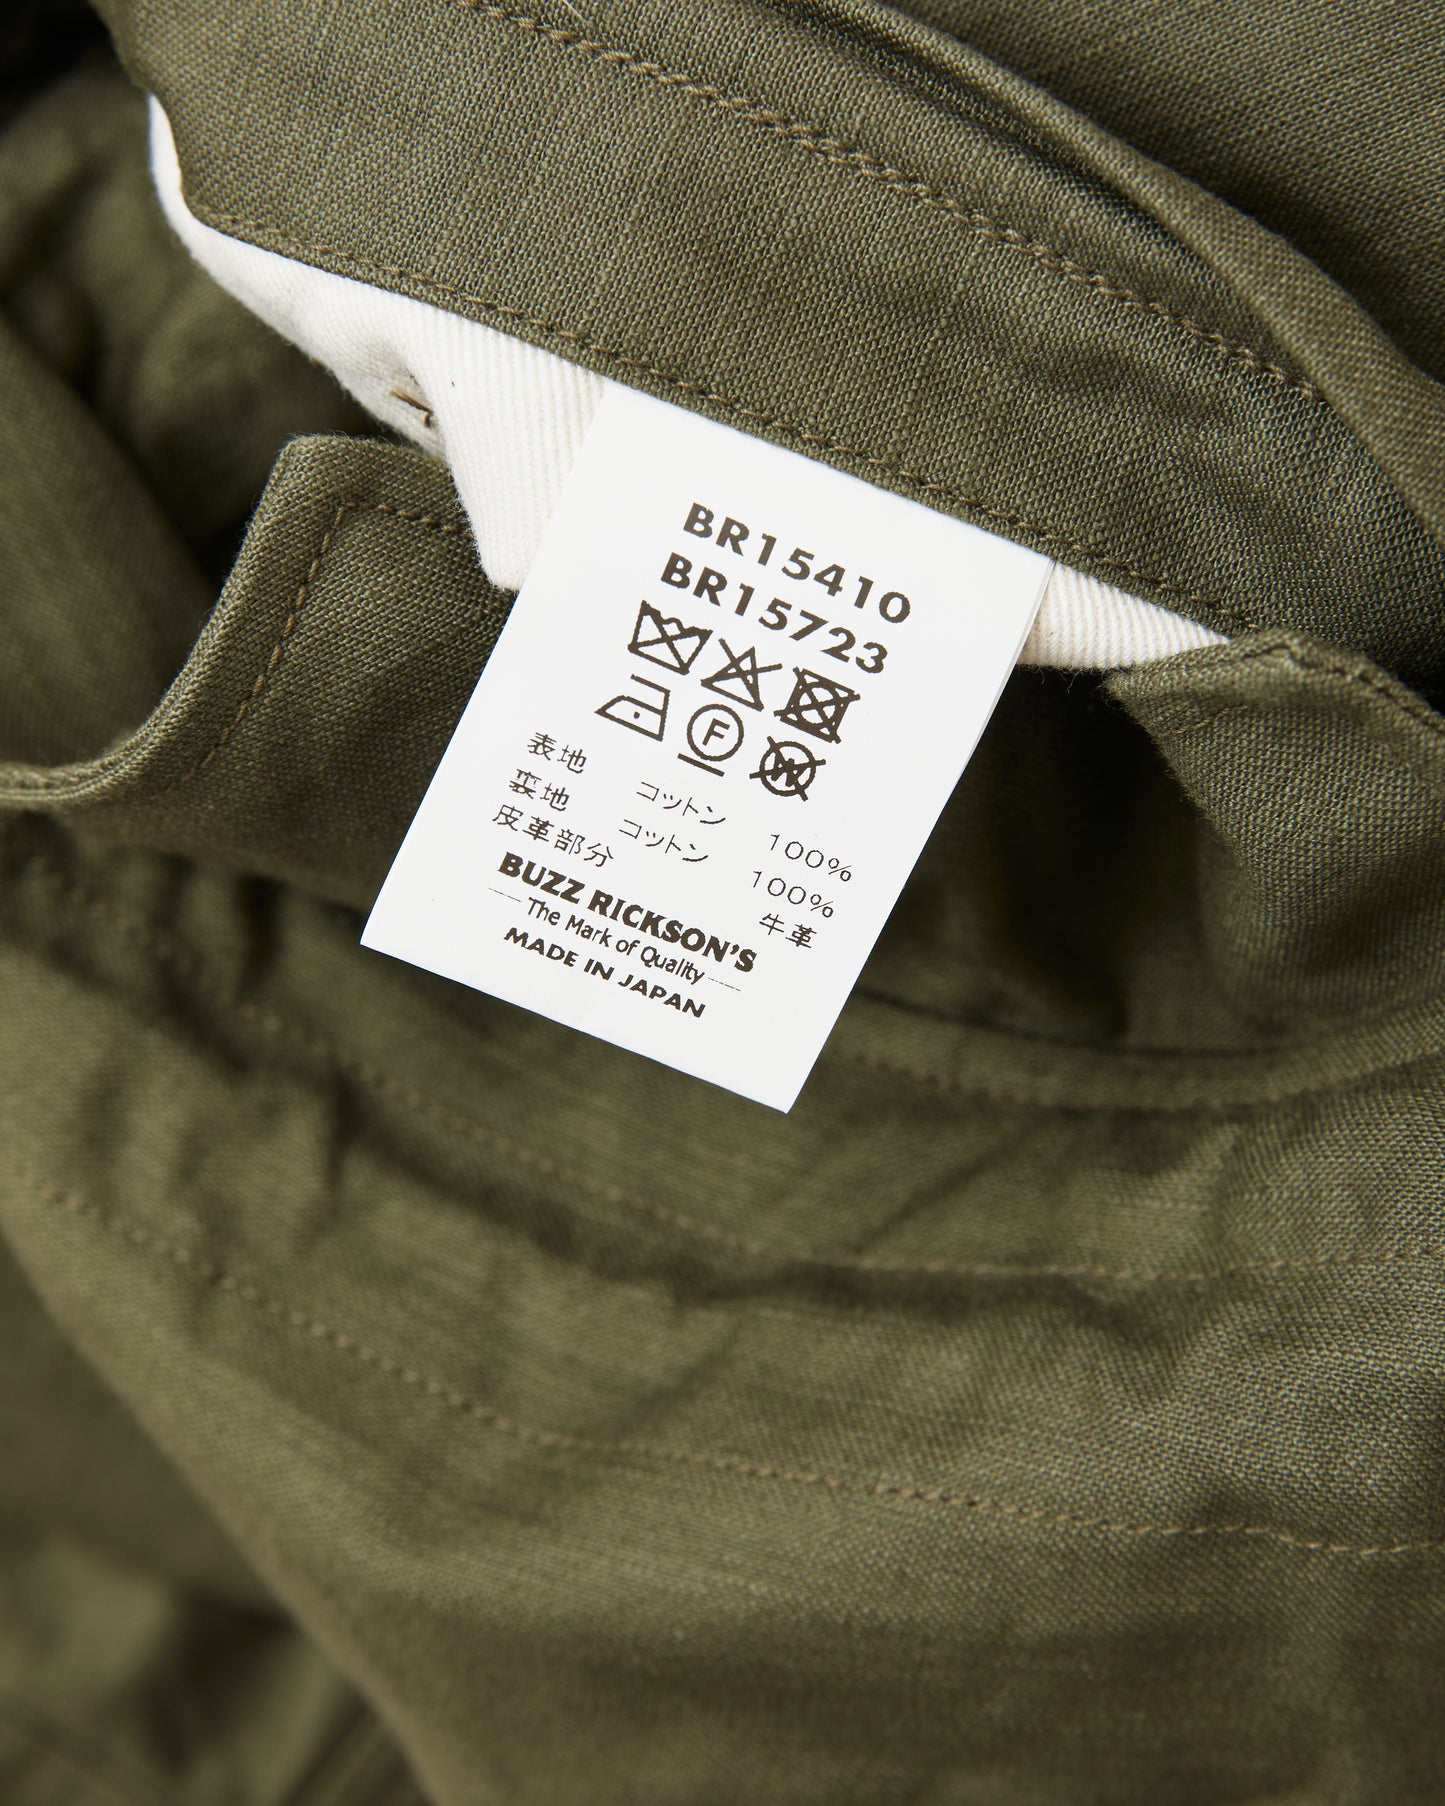 BR15410
BR15723
F
W
表地 コットン 100%
裏地 コットン 100%
皮革部分 牛革
BUZZ RICKSON'S
The Mark of Quality
MADE IN JAPAN